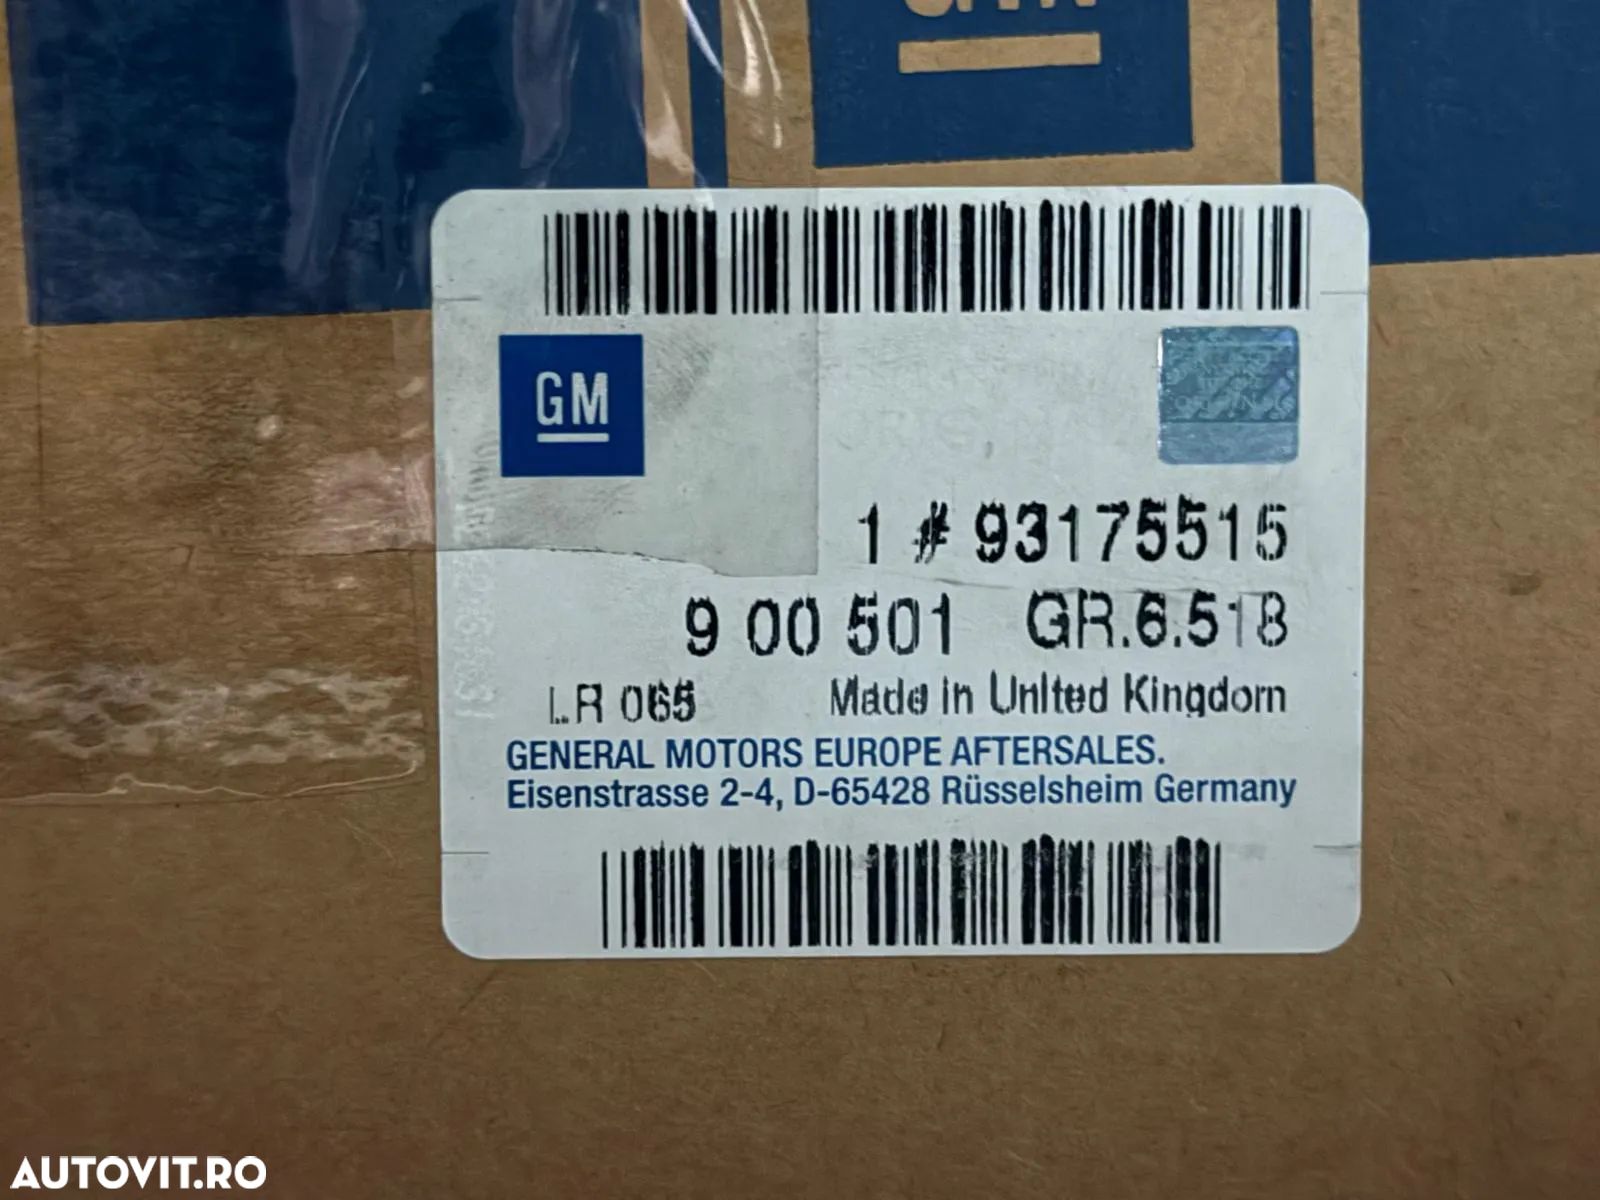 GM
GM
1 # 93175515
9 00 501 GR.6.518
LR 065 Made in United Kingdom
GENERAL MOTORS EUROPE AFTERSALES.
Eisenstrasse 2-4, D-65428 Rüsselsheim Germany
AUTOVIT.RO